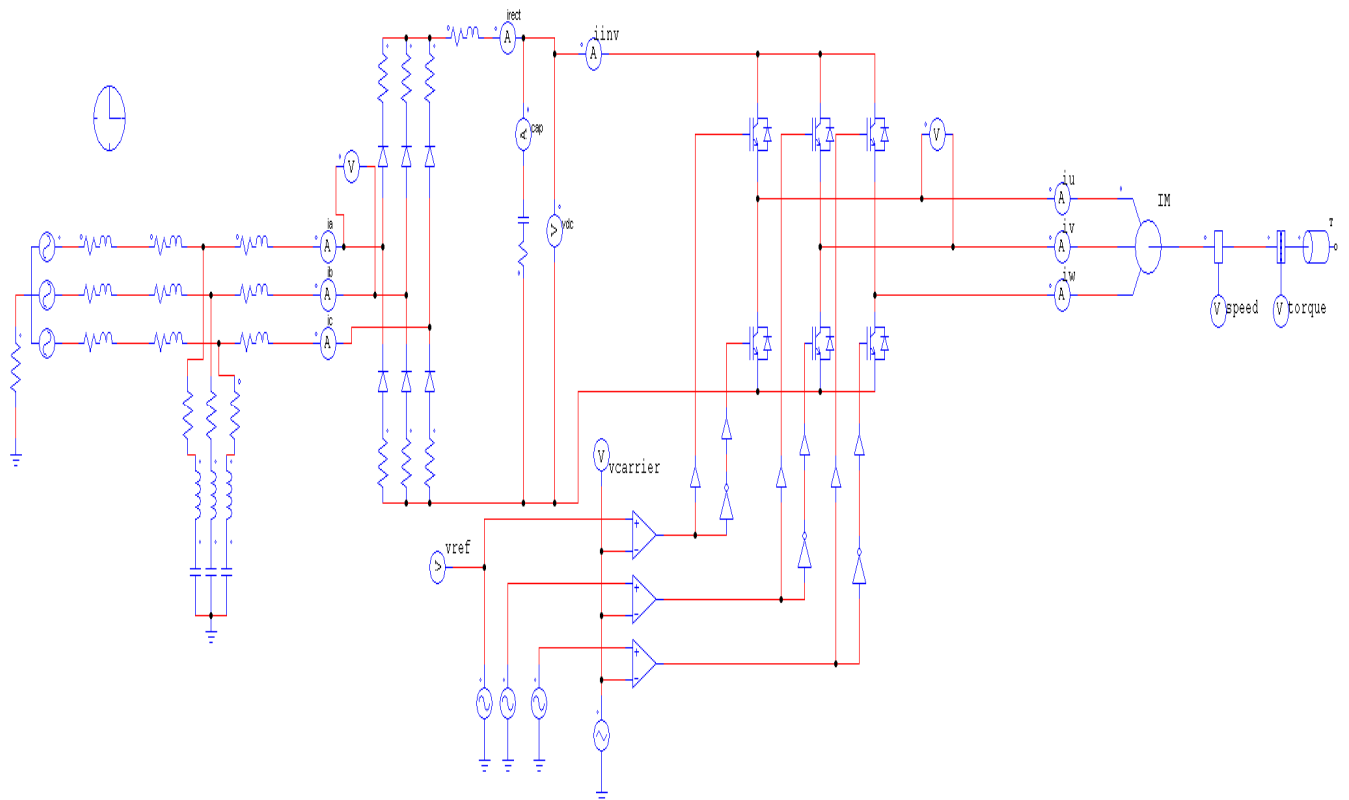 irect
A
iinv
A
A
cap
V
V
iu
A
IM
ia
A
V
vdc
iv
A
T
ib
A
iw
A
ic
A
V
speed
V
torque
V
vcarrier
vref
V